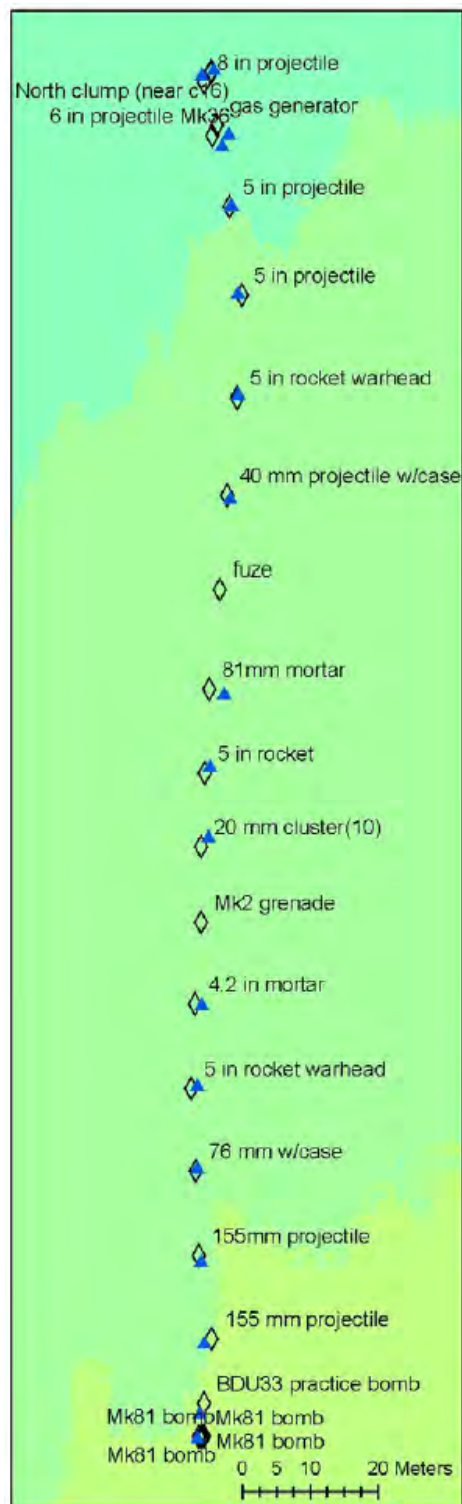 8 in projectile
North clump (near c16)
gas generator
6 in projectile Mk36
5 in projectile
5 in projectile
5 in rocket warhead
40 mm projectile w/case
fuze
81mm mortar
5 in rocket
20 mm cluster(10)
Mk2 grenade
4.2 in mortar
5 in rocket warhead
76 mm w/case
155mm projectile
155 mm projectile
BDU33 practice bomb
Mk81 bomb
Mk81 bomb
Mk81 bomb
Mk81 bomb
0 5 10 20 Meters